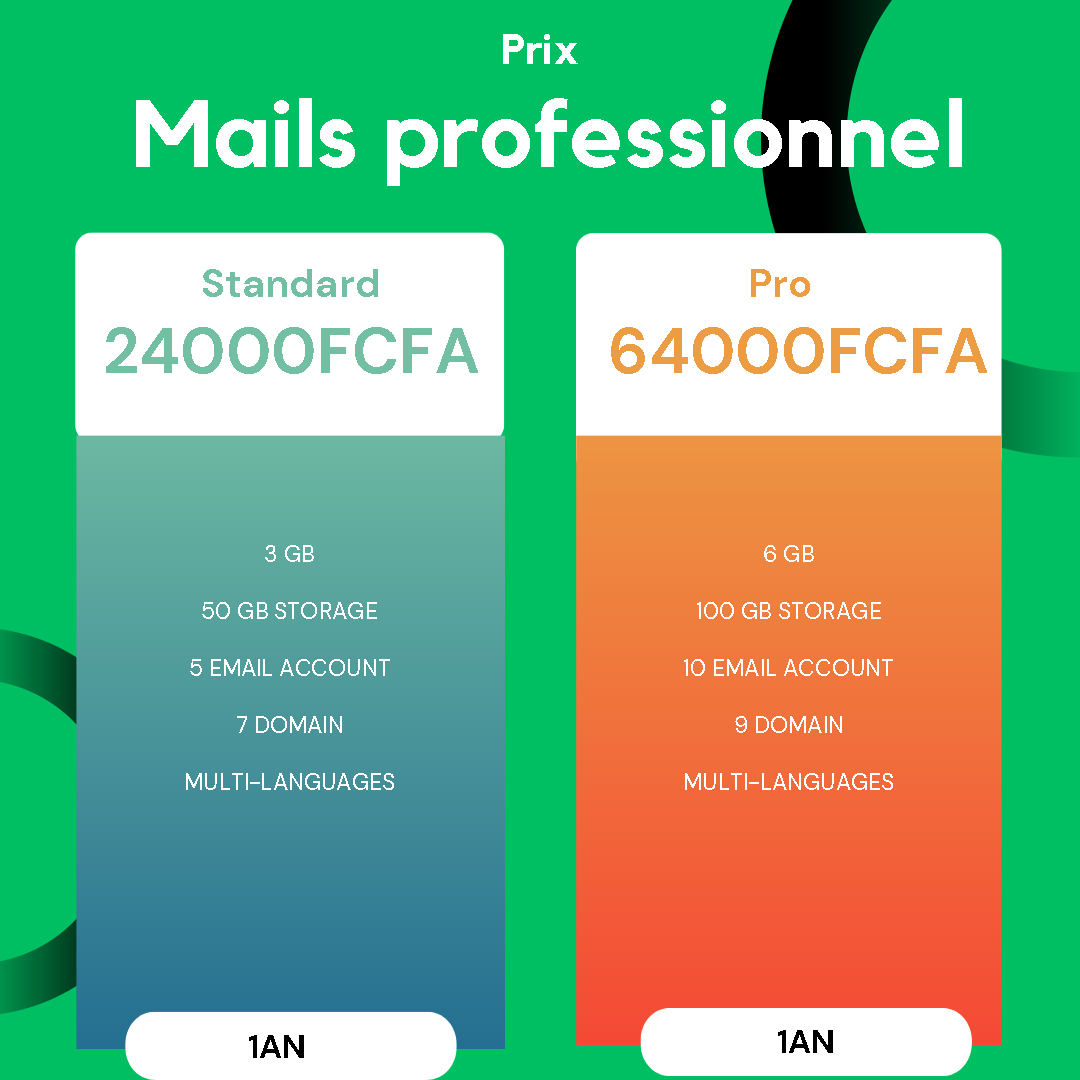 Prix
Mails professionnel
Standard
24000FCFA
3 GB
50 GB STORAGE
5 EMAIL ACCOUNT
7 DOMAIN
MULTI-LANGUAGES
1AN
Pro
64000FCFA
6 GB
100 GB STORAGE
10 EMAIL ACCOUNT
9 DOMAIN
MULTI-LANGUAGES
1AN